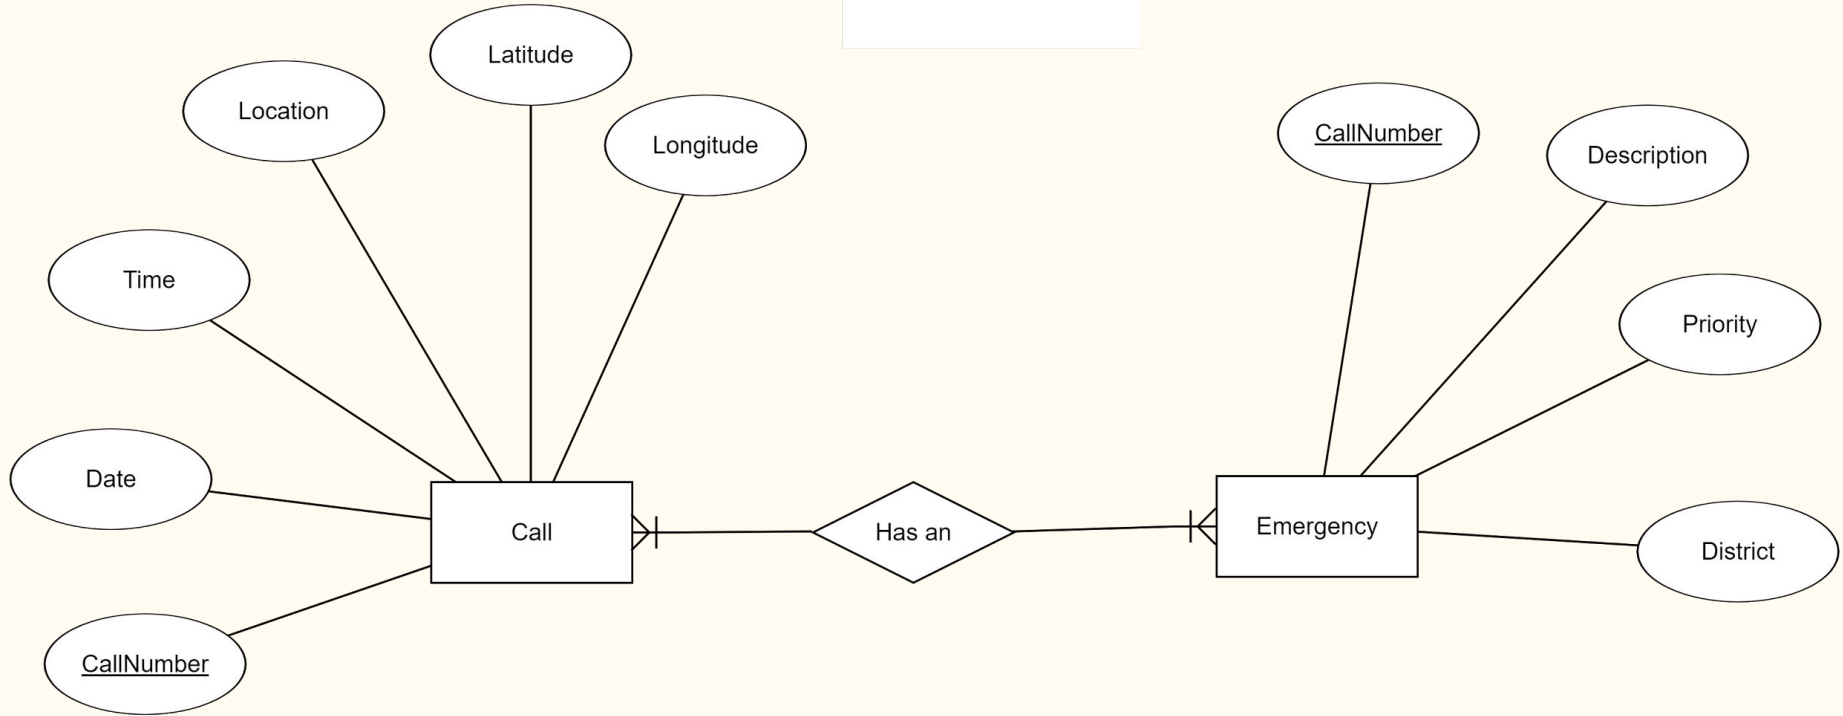 Latitude
Location
Longitude
CallNumber
Description
Time
Priority
Date
Call
Has an
Emergency
District
CallNumber